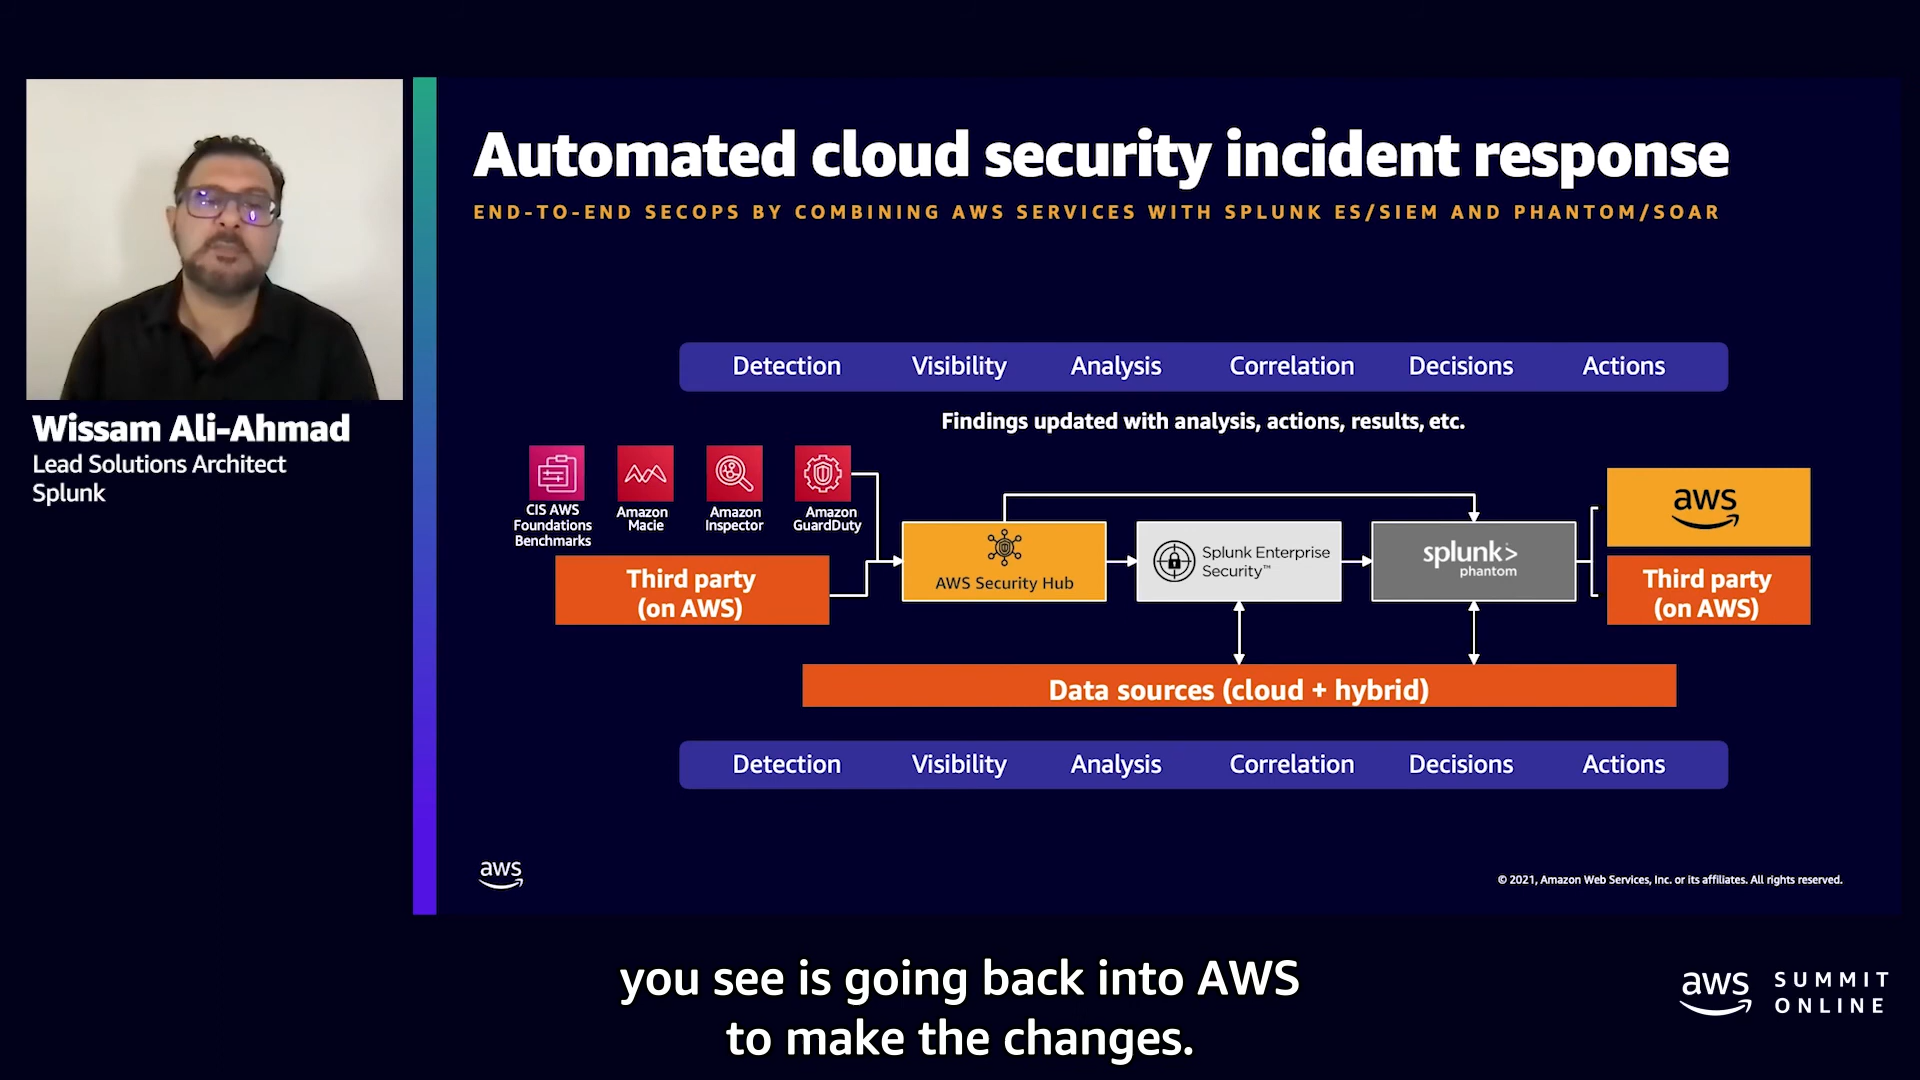 Automated cloud security incident response
END-TO-END SECOPS BY COMBINING AWS SERVICES WITH SPLUNK ES/SIEM AND PHANTOM/SOAR
Wissam Ali-Ahmad
Lead Solutions Architect
Splunk
Detection Visibility Analysis Correlation Decisions Actions
Findings updated with analysis, actions, results, etc.
CIS AWS
Foundations
Benchmarks
Amazon
Macie
Amazon
Inspector
Amazon
GuardDuty
Third party
(on AWS)
AWS Security Hub
Splunk Enterprise
Security™
splunk>
phantom
aws
Third party
(on AWS)
Data sources (cloud + hybrid)
Detection Visibility Analysis Correlation Decisions Actions
aws
© 2021, Amazon Web Services, Inc. or its affiliates. All rights reserved.
you see is going back into AWS
to make the changes.
aws
SUMMIT
ONLINE